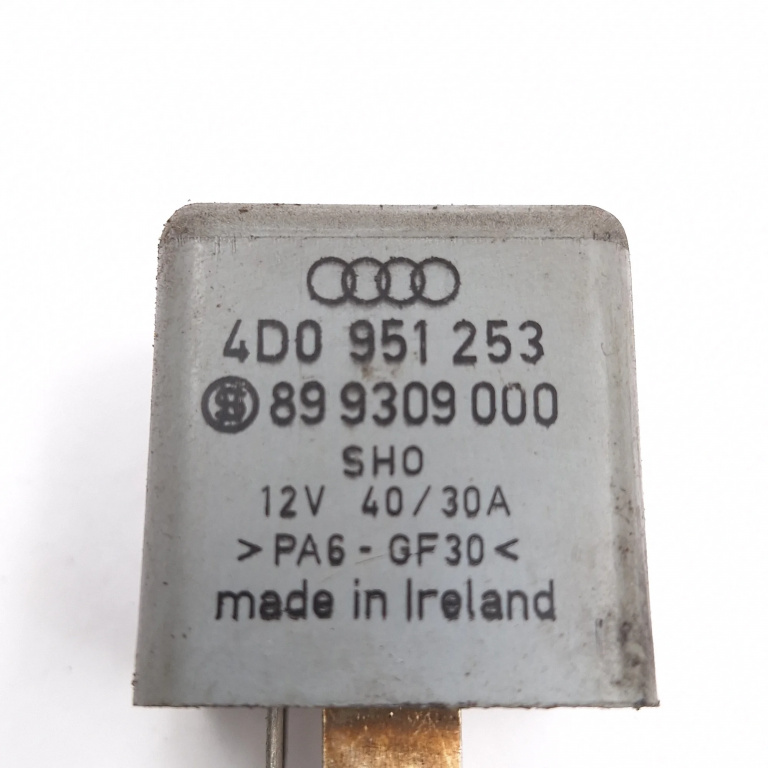 4D0 951 253
89 9309 000
SHO
12V 40/30A
>PA6-GF30<
made in Ireland